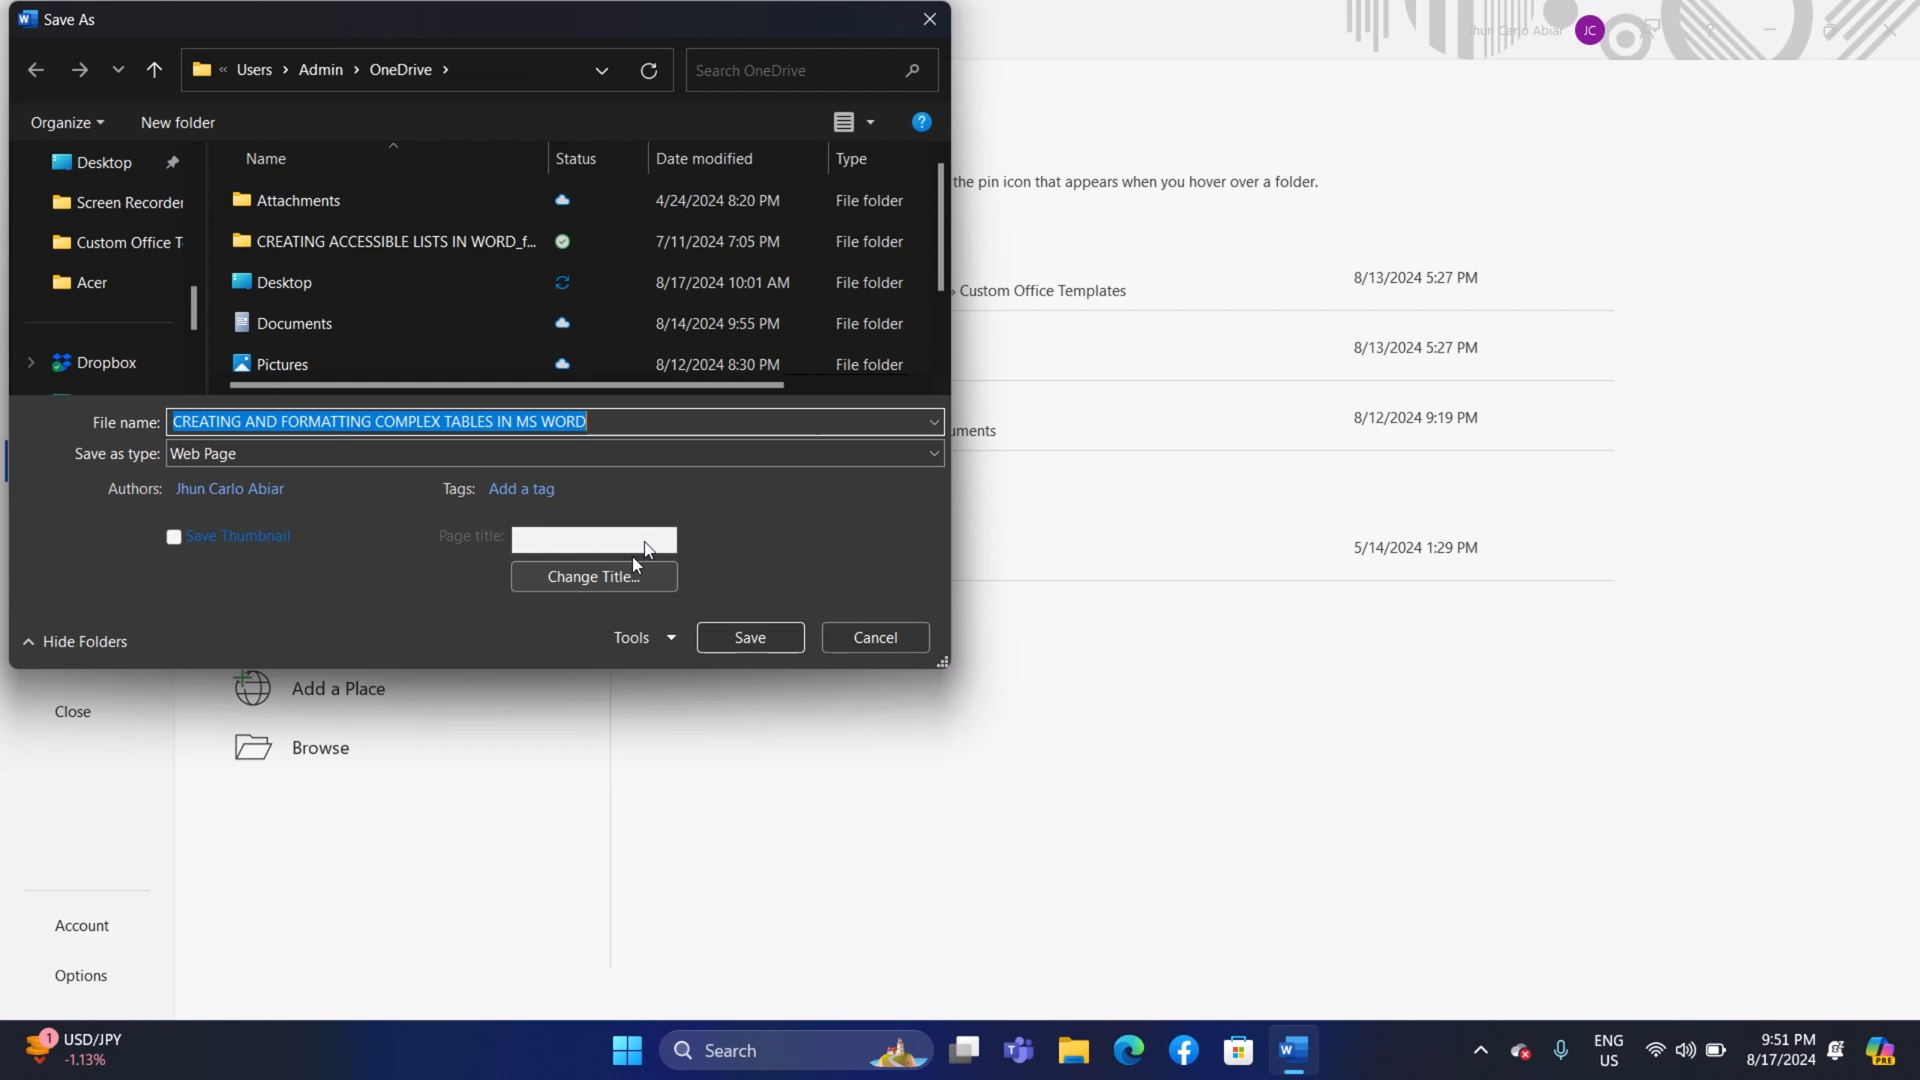 Save As
Jhun Carlo Abiar JC
« Users > Admin > OneDrive >
Search OneDrive
Organize
New folder
Desktop
Screen Recorder
Custom Office T
Acer
Dropbox
Name Status Date modified Type
Attachments 4/24/2024 8:20 PM File folder
CREATING ACCESSIBLE LISTS IN WORD_f... 7/11/2024 7:05 PM File folder
Desktop 8/17/2024 10:01 AM File folder
Documents 8/14/2024 9:55 PM File folder
Pictures 8/12/2024 8:30 PM File folder
File name: CREATING AND FORMATTING COMPLEX TABLES IN MS WORD
Save as type: Web Page
Authors: Jhun Carlo Abiar Tags: Add a tag
Save Thumbnail Page title:
Change Title...
Hide Folders Tools Save Cancel
the pin icon that appears when you hover over a folder.
8/13/2024 5:27 PM
» Custom Office Templates
8/13/2024 5:27 PM
8/12/2024 9:19 PM
uments
5/14/2024 1:29 PM
Add a Place
Close
Browse
Account
Options
1 USD/JPY
-1.13%
Search
ENG
US
9:51 PM
8/17/2024
PRE